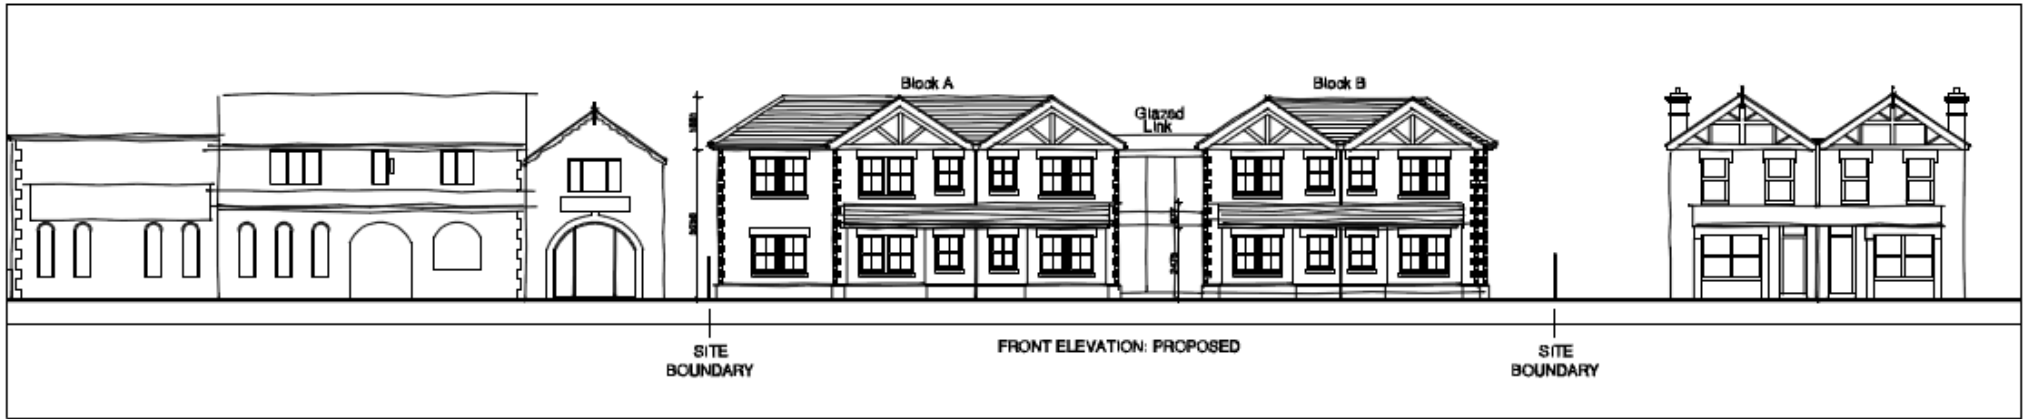 Block A
Block B
Glazed
Link
FRONT ELEVATION: PROPOSED
SITE
BOUNDARY
SITE
BOUNDARY